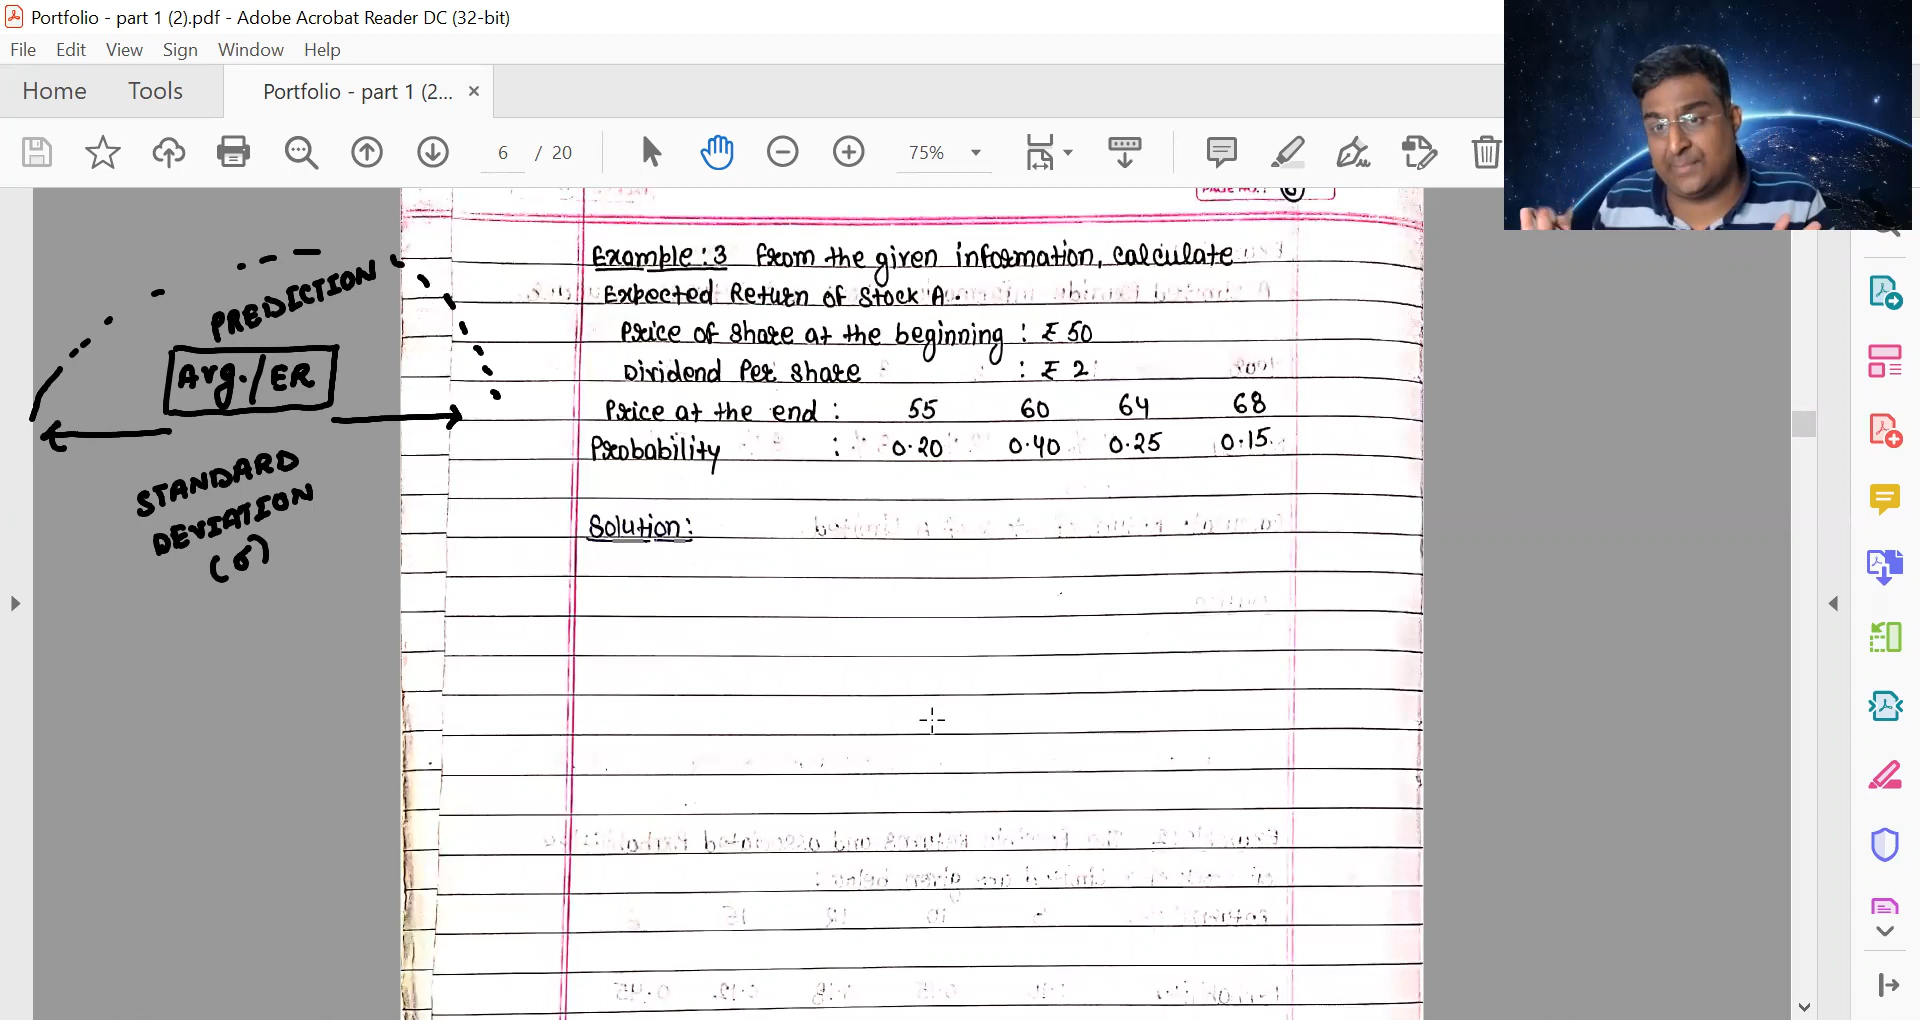 Portfolio - part 1 (2).pdf - Adobe Acrobat Reader DC (32-bit)
File Edit View Sign Window Help
Home Tools Portfolio - part 1 (2... ×
6 / 20 75%
Example : 3 From the given information, calculate
Expected Return of Stock A.
Price of share at the beginning : ₹ 50
Dividend Per share : ₹ 2
Price at the end : 55 60 64 68
Probability : 0.20 0.40 0.25 0.15
Solution:
PREDICTION
Avg. / ER
STANDARD
DEVIATION
(σ)